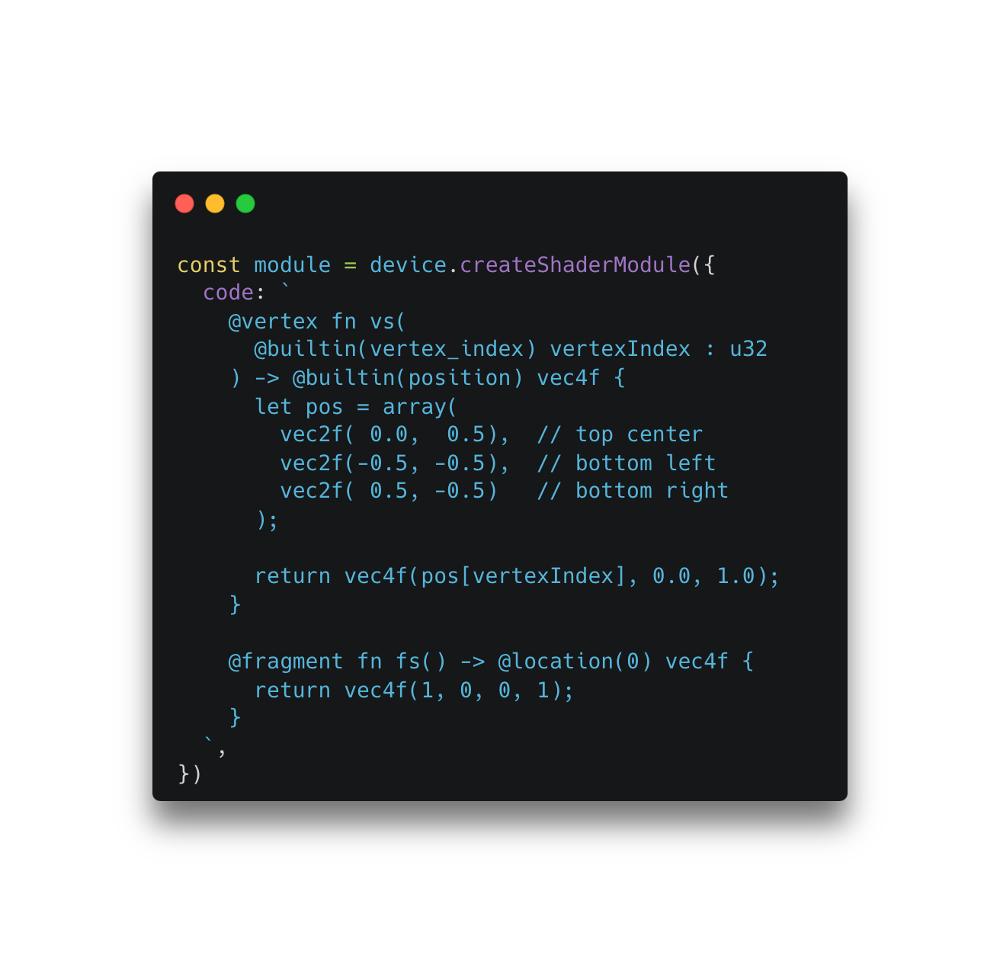 const module = device.createShaderModule({
  code: `
    @vertex fn vs(
      @builtin(vertex_index) vertexIndex : u32
    ) -> @builtin(position) vec4f {
      let pos = array(
        vec2f( 0.0,  0.5),  // top center
        vec2f(-0.5, -0.5),  // bottom left
        vec2f( 0.5, -0.5)   // bottom right
      );

      return vec4f(pos[vertexIndex], 0.0, 1.0);
    }

    @fragment fn fs() -> @location(0) vec4f {
      return vec4f(1, 0, 0, 1);
    }
  `,
})